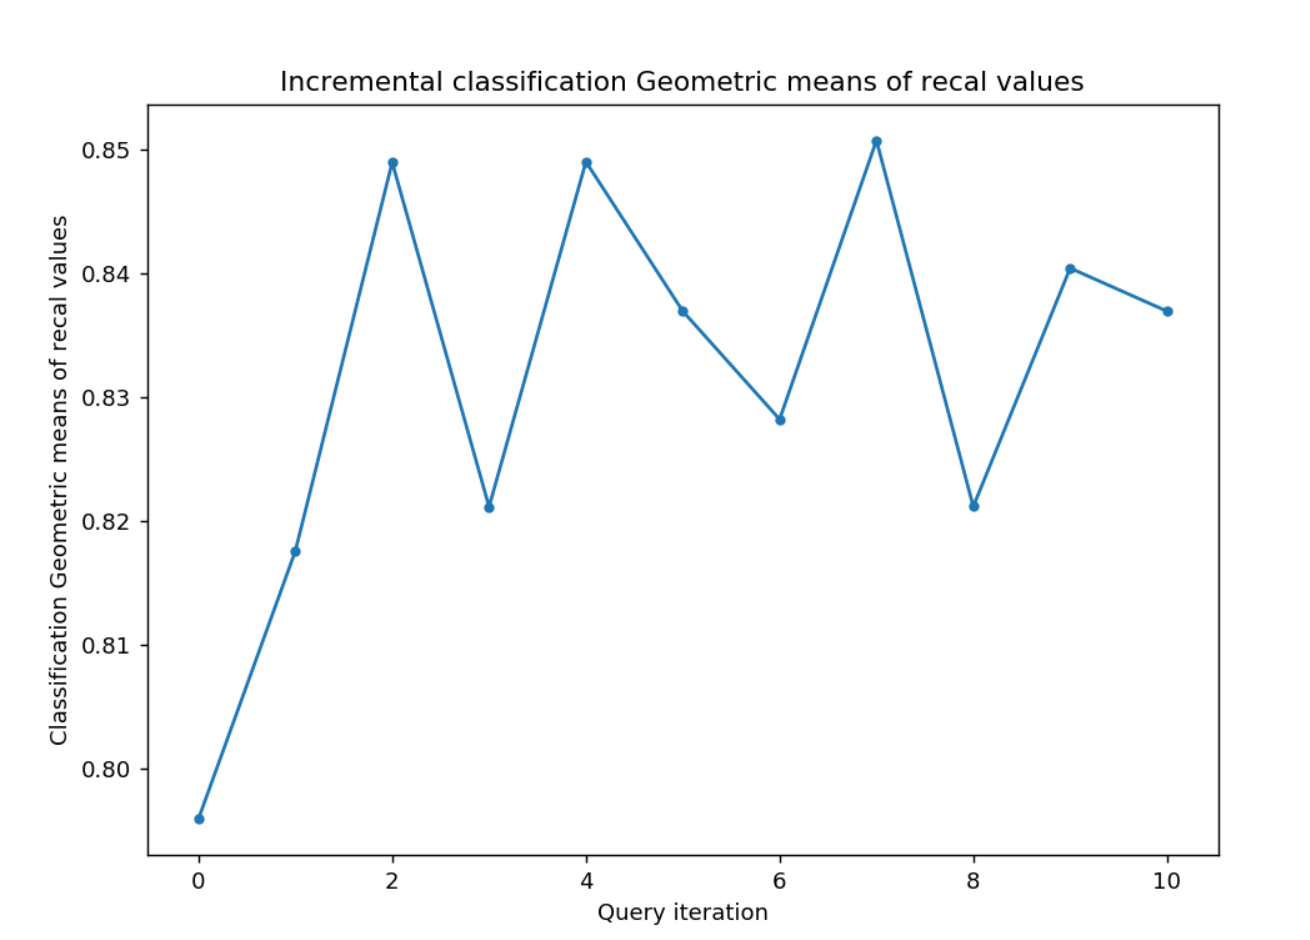 Incremental classification Geometric means of recal values
Classification Geometric means of recal values
0.85
0.84
0.83
0.82
0.81
0.80
0 2 4 6 8 10
Query iteration